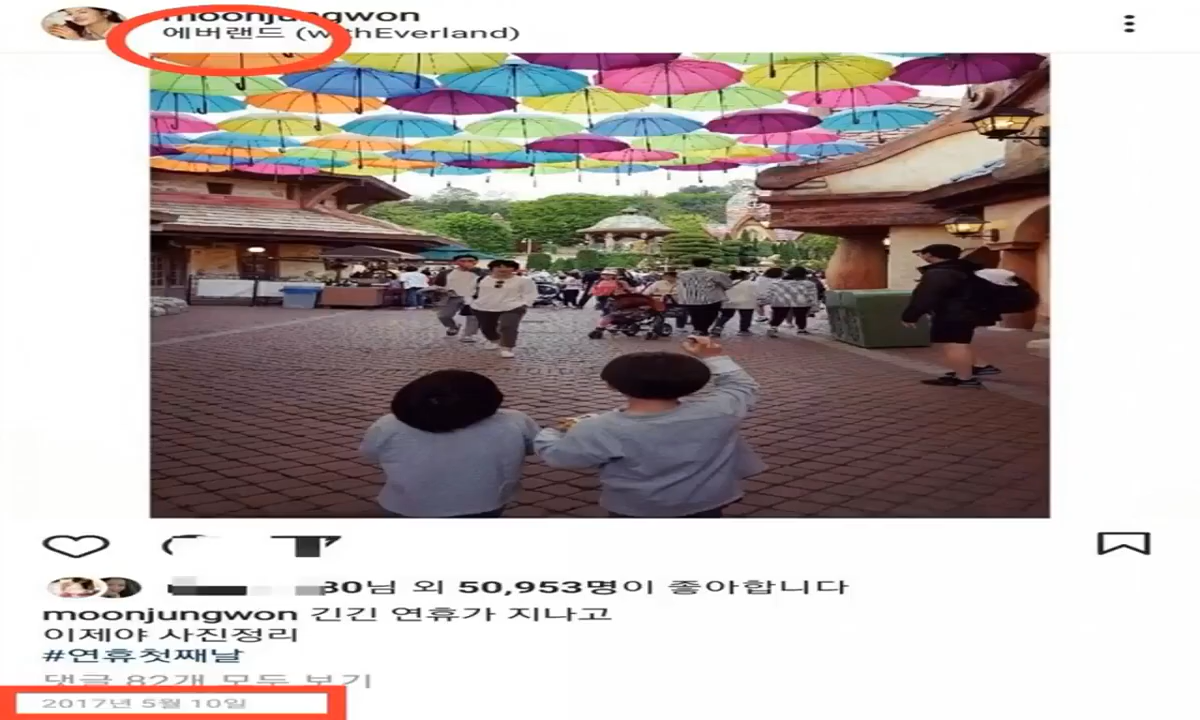 moonjungwon
에버랜드 (withEverland)
30님 외 50,953명이 좋아합니다
moonjungwon 긴긴 연휴가 지나고
이제야 사진정리
#연휴첫째날
댓글 82개 모두 보기
2017년 5월 10일